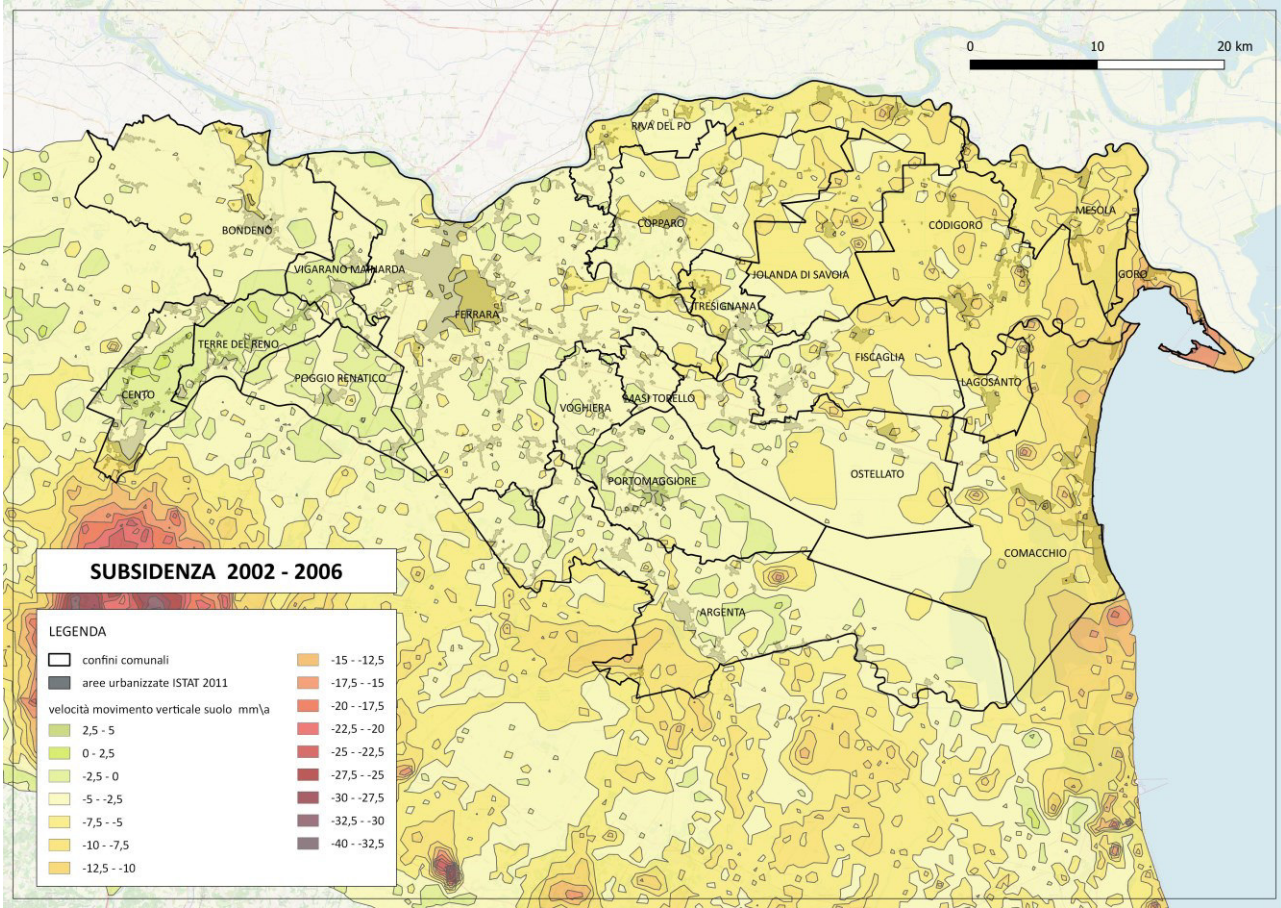 0 10 20 km
RIVA DEL PO
MESOLA
COPPARO
CODIGORO
BONDENO
VIGARANO MAINARDA
JOLANDA DI SAVOIA
GORO
TRESIGNANA
FERRARA
TERRE DEL RENO
FISCAGLIA
POGGIO RENATICO
LAGOSANTO
CENTO
MASI TORELLO
VOGHIERA
OSTELLATO
PORTOMAGGIORE
COMACCHIO
ARGENTA
SUBSIDENZA 2002 - 2006
LEGENDA
confini comunali
aree urbanizzate ISTAT 2011
velocità movimento verticale suolo mm\a
2,5 - 5
0 - 2,5
-2,5 - 0
-5 - -2,5
-7,5 - -5
-10 - -7,5
-12,5 - -10
-15 - -12,5
-17,5 - -15
-20 - -17,5
-22,5 - -20
-25 - -22,5
-27,5 - -25
-30 - -27,5
-32,5 - -30
-40 - -32,5